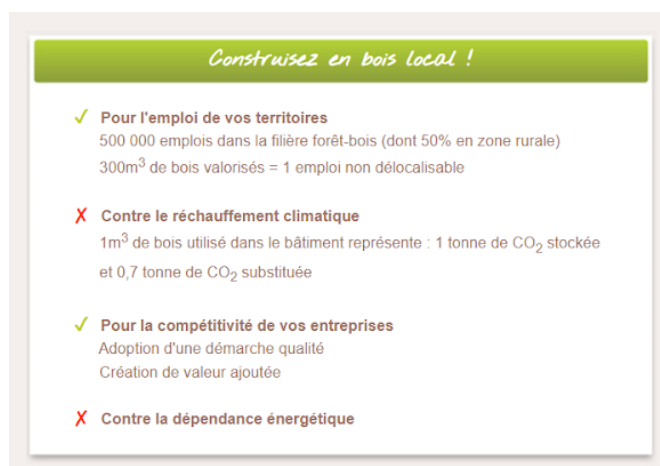 Construisez en bois local !
✓ Pour l'emploi de vos territoires
500 000 emplois dans la filière forêt-bois (dont 50% en zone rurale)
300m³ de bois valorisés = 1 emploi non délocalisable
✗ Contre le réchauffement climatique
1m³ de bois utilisé dans le bâtiment représente : 1 tonne de CO₂ stockée
et 0,7 tonne de CO₂ substituée
✓ Pour la compétitivité de vos entreprises
Adoption d'une démarche qualité
Création de valeur ajoutée
✗ Contre la dépendance énergétique